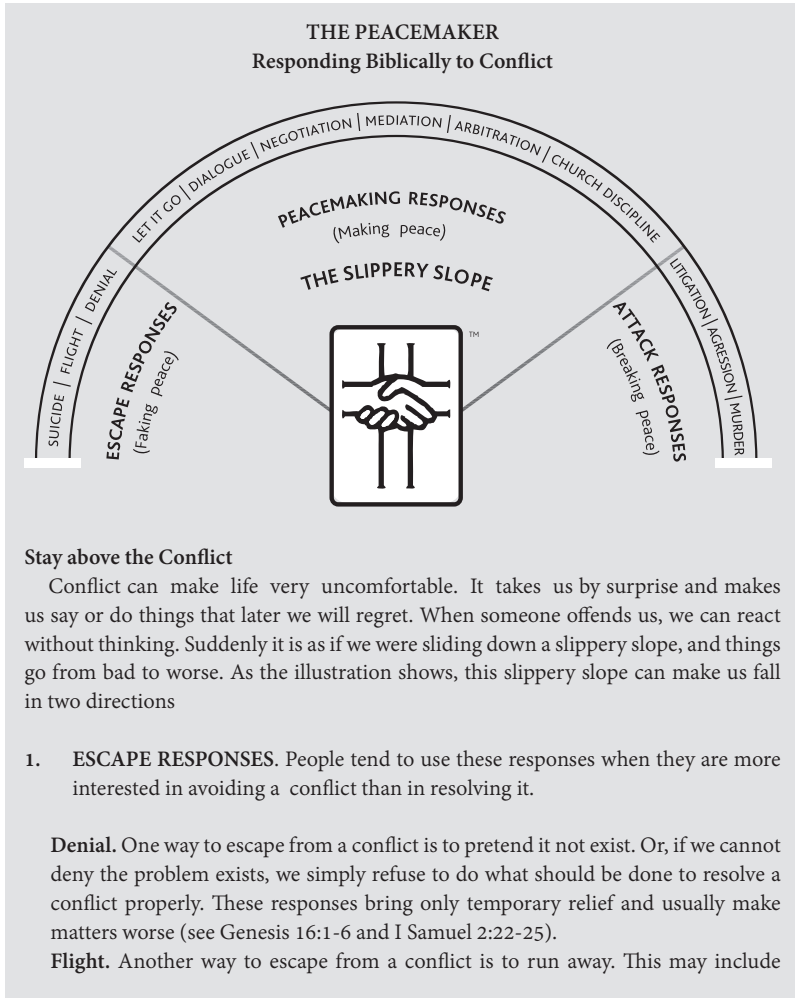 THE PEACEMAKER
Responding Biblically to Conflict
SUICIDE | FLIGHT | DENIAL
LET IT GO | DIALOGUE | NEGOTIATION | MEDIATION | ARBITRATION | CHURCH DISCIPLINE
LITIGATION | AGRESSION | MURDER
PEACEMAKING RESPONSES
(Making peace)
THE SLIPPERY SLOPE
ESCAPE RESPONSES
(Faking peace)
ATTACK RESPONSES
(Breaking peace)
TM
Stay above the Conflict
Conflict can make life very uncomfortable. It takes us by surprise and makes
us say or do things that later we will regret. When someone offends us, we can react
without thinking. Suddenly it is as if we were sliding down a slippery slope, and things
go from bad to worse. As the illustration shows, this slippery slope can make us fall
in two directions
1. ESCAPE RESPONSES. People tend to use these responses when they are more
interested in avoiding a conflict than in resolving it.
Denial. One way to escape from a conflict is to pretend it not exist. Or, if we cannot
deny the problem exists, we simply refuse to do what should be done to resolve a
conflict properly. These responses bring only temporary relief and usually make
matters worse (see Genesis 16:1-6 and I Samuel 2:22-25).
Flight. Another way to escape from a conflict is to run away. This may include